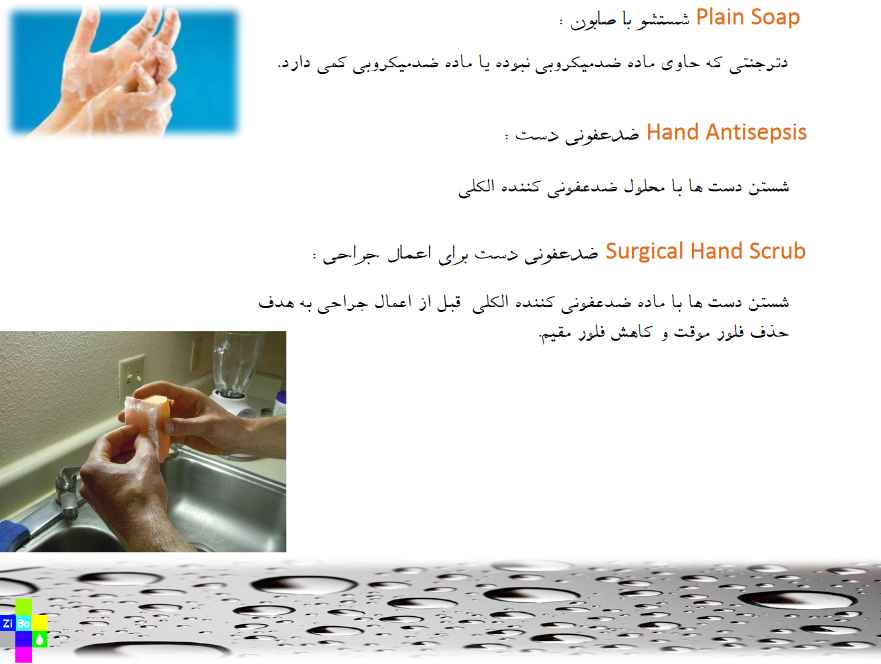 Plain Soap شستشو با صابون :
دترجنتی که حاوی ماده ضدمیکروبی نبوده یا ماده ضدمیکروبی کمی دارد.
Hand Antisepsis ضدعفونی دست :
شستن دست ها با محلول ضدعفونی کننده الکلی
Surgical Hand Scrub ضدعفونی دست برای اعمال جراحی :
شستن دست ها با ماده ضدعفونی کننده الکلی قبل از اعمال جراحی به هدف
حذف فلور موقت و کاهش فلور مقیم.
Zi Ba